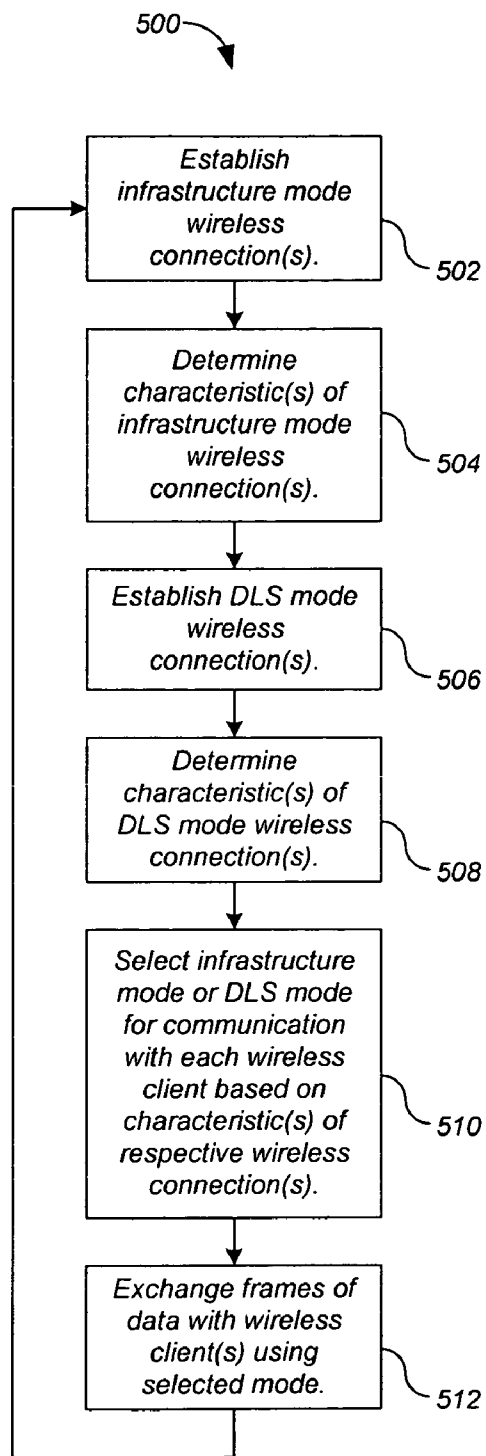 500
Establish
infrastructure mode
wireless
connection(s).
502
Determine
characteristic(s) of
infrastructure mode
wireless
connection(s).
504
Establish DLS mode
wireless
connection(s).
506
Determine
characteristic(s) of
DLS mode wireless
connection(s).
508
Select infrastructure
mode or DLS mode
for communication
with each wireless
client based on
characteristic(s) of
respective wireless
connection(s).
510
Exchange frames of
data with wireless
client(s) using
selected mode.
512